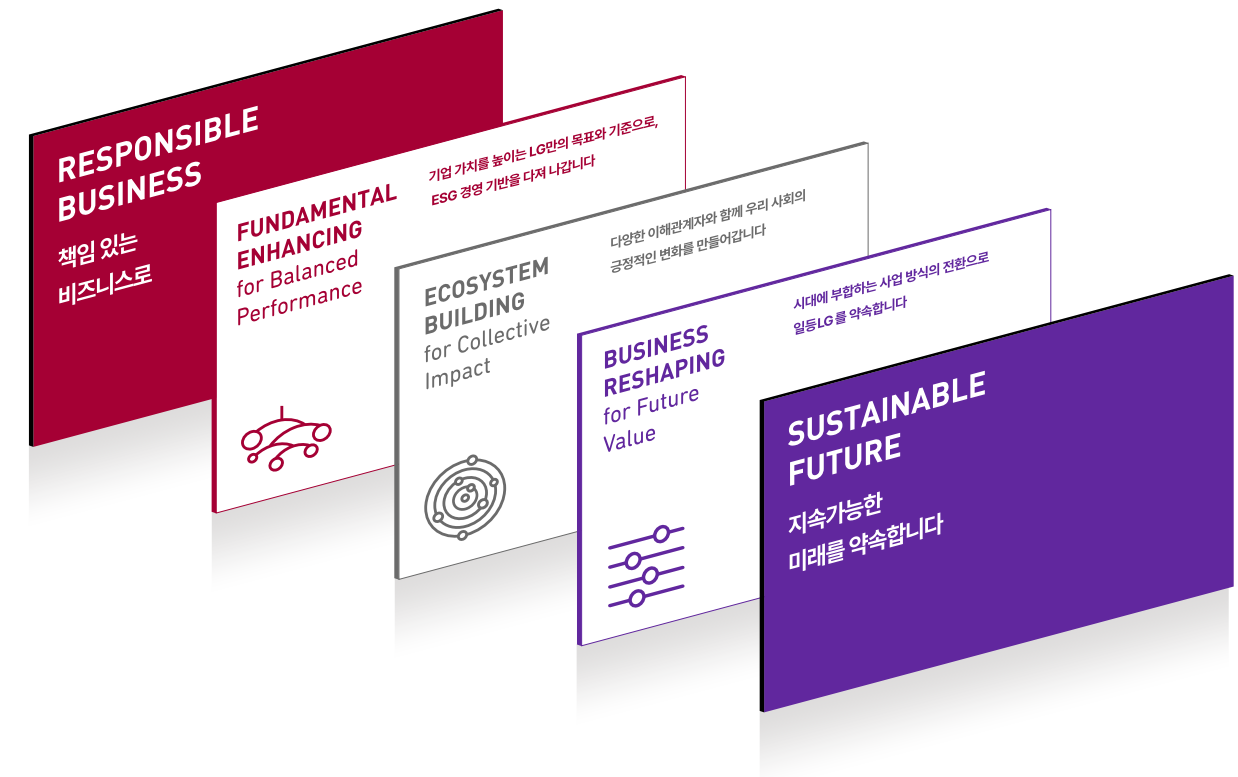 RESPONSIBLE
BUSINESS
책임 있는
비즈니스로
FUNDAMENTAL
ENHANCING
for Balanced
Performance
기업 가치를 높이는 LG만의 목표와 기준으로,
ESG 경영 기반을 다져 나갑니다
ECOSYSTEM
BUILDING
for Collective
Impact
다양한 이해관계자와 함께 우리 사회의
긍정적인 변화를 만들어갑니다
BUSINESS
RESHAPING
for Future
Value
시대에 부합하는 사업 방식의 전환으로
일등LG를 약속합니다
SUSTAINABLE
FUTURE
지속가능한
미래를 약속합니다